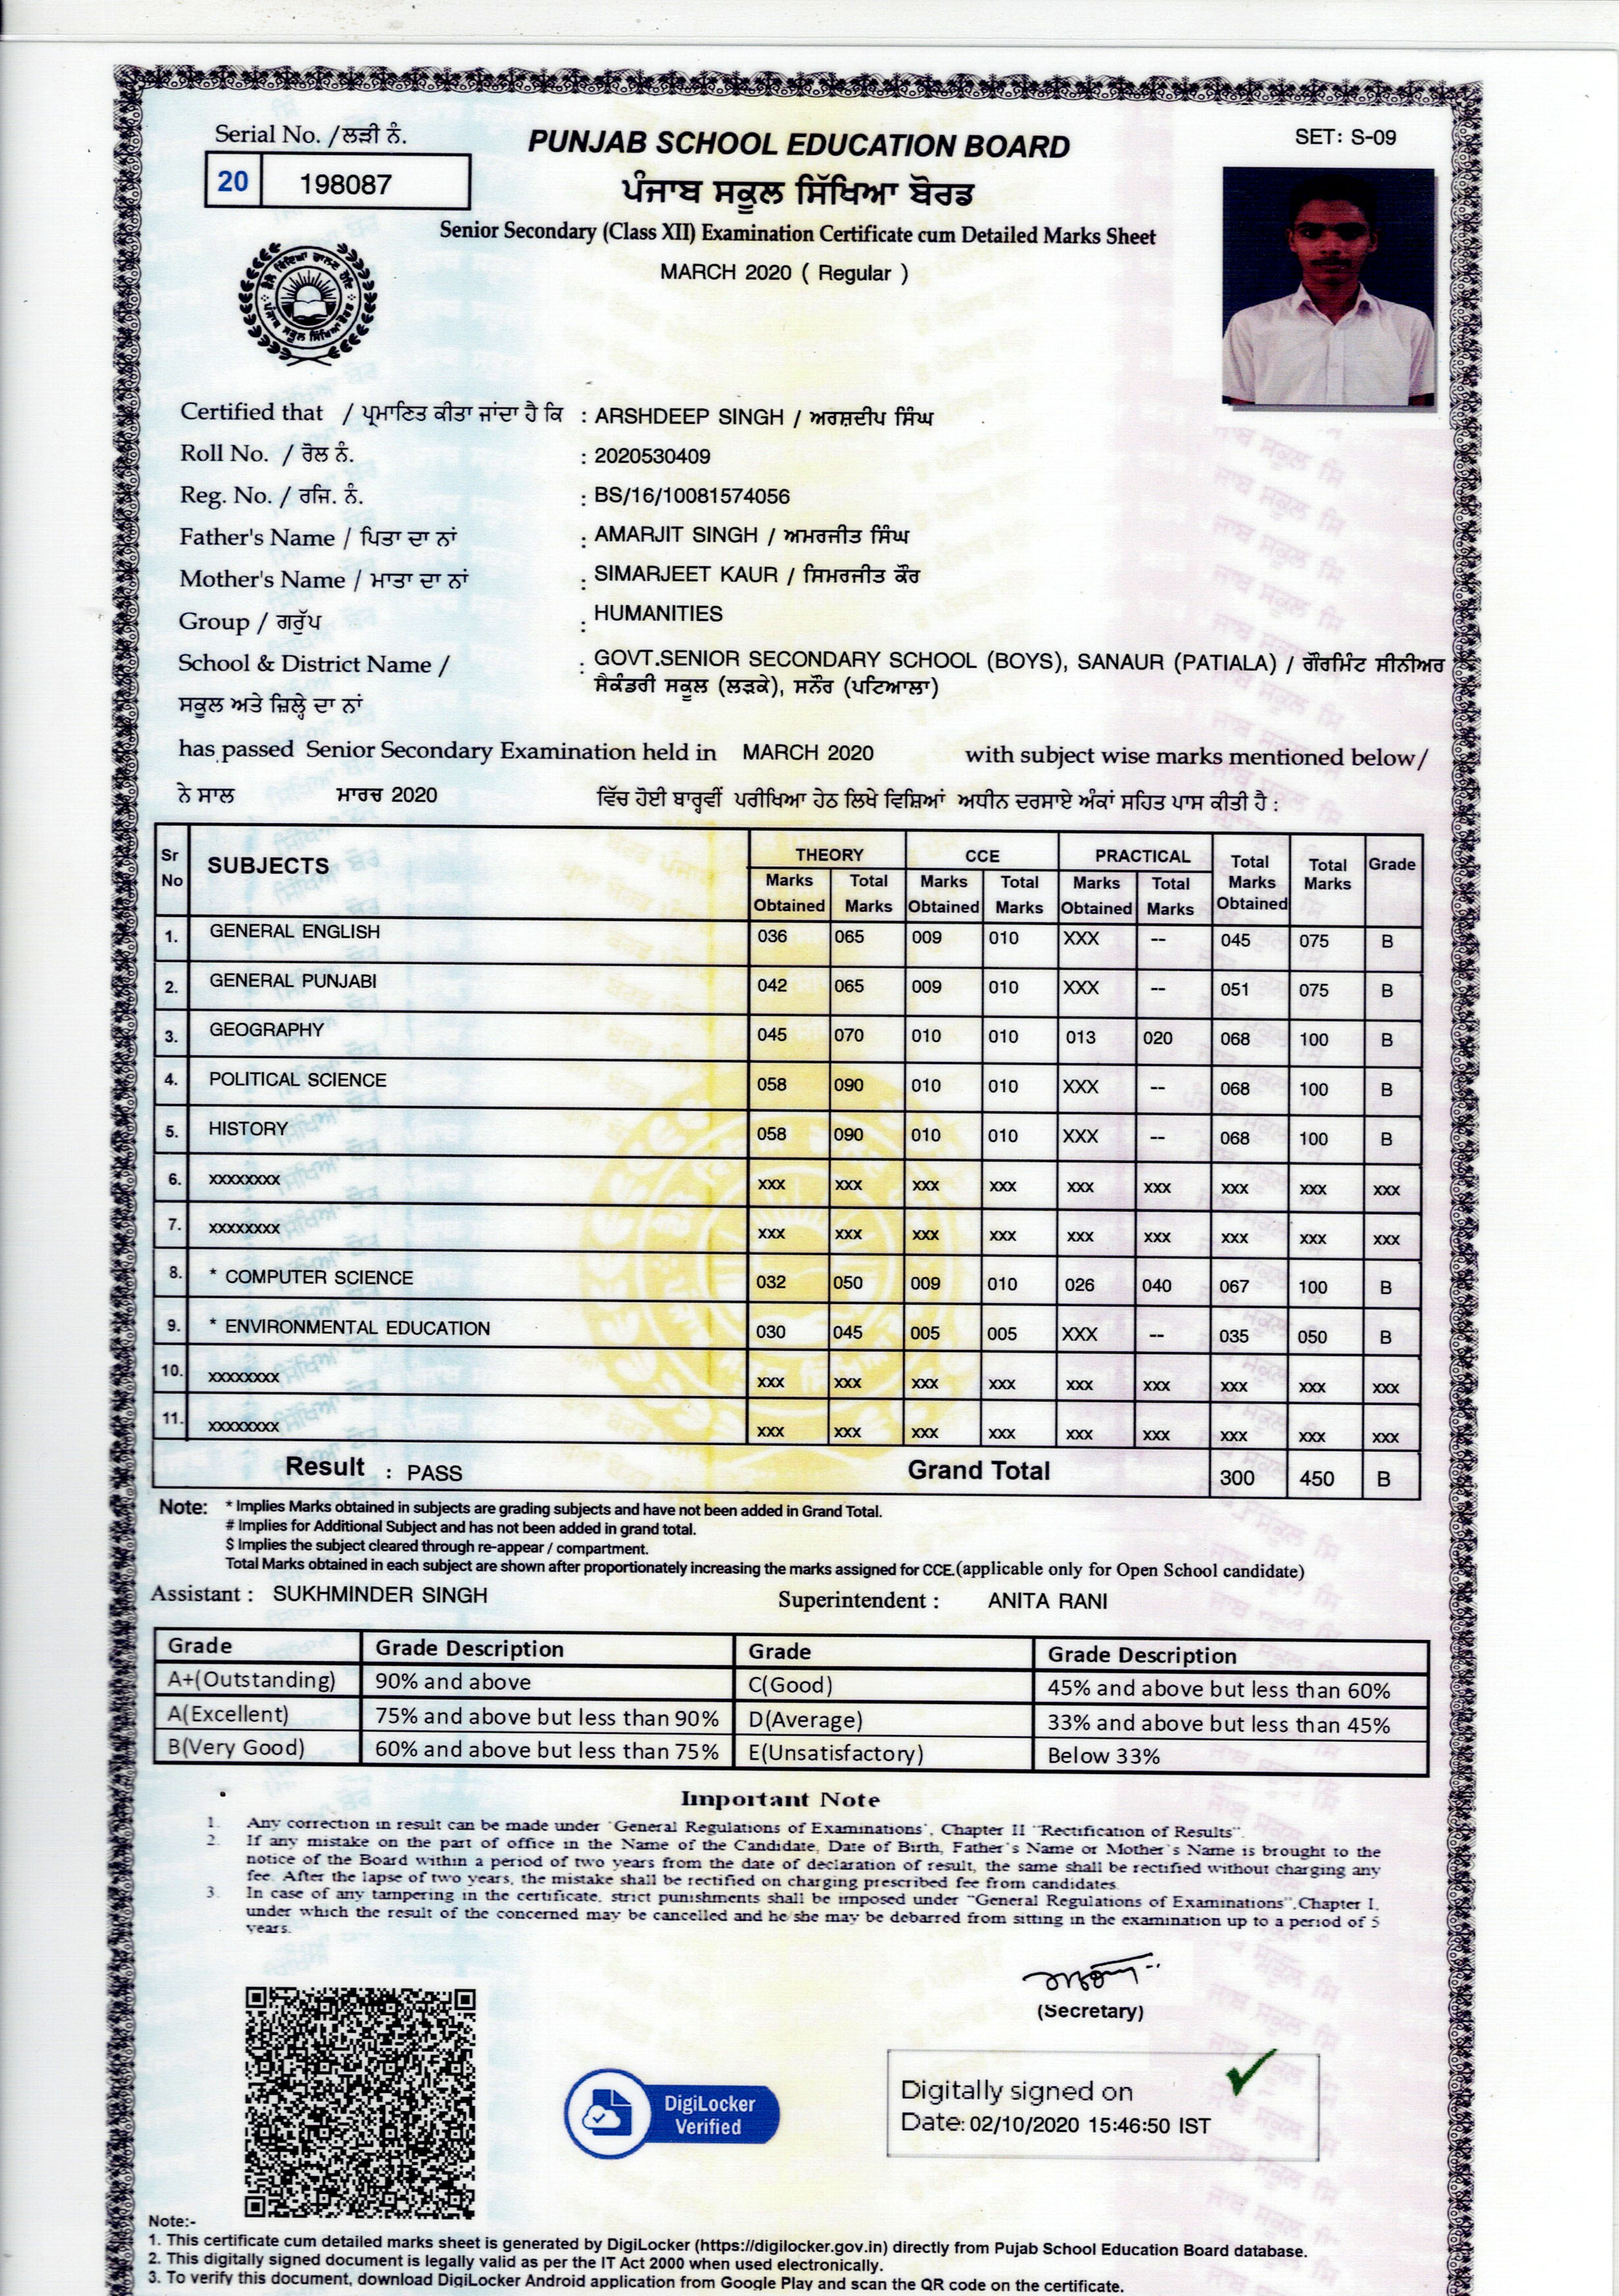 Serial No. /ਲੜੀ ਨੰ.
20 198087
PUNJAB SCHOOL EDUCATION BOARD
ਪੰਜਾਬ ਸਕੂਲ ਸਿੱਖਿਆ ਬੋਰਡ
Senior Secondary (Class XII) Examination Certificate cum Detailed Marks Sheet
MARCH 2020 ( Regular )
SET: S-09
Certified that / ਪ੍ਰਮਾਣਿਤ ਕੀਤਾ ਜਾਂਦਾ ਹੈ ਕਿ : ARSHDEEP SINGH / ਅਰਸ਼ਦੀਪ ਸਿੰਘ
Roll No. / ਰੋਲ ਨੰ. : 2020530409
Reg. No. / ਰਜਿ. ਨੰ. : BS/16/10081574056
Father's Name / ਪਿਤਾ ਦਾ ਨਾਂ : AMARJIT SINGH / ਅਮਰਜੀਤ ਸਿੰਘ
Mother's Name / ਮਾਤਾ ਦਾ ਨਾਂ : SIMARJEET KAUR / ਸਿਮਰਜੀਤ ਕੌਰ
Group / ਗਰੁੱਪ : HUMANITIES
School & District Name / : GOVT.SENIOR SECONDARY SCHOOL (BOYS), SANAUR (PATIALA) / ਗੌਰਮਿੰਟ ਸੀਨੀਅਰ
ਸੈਕੰਡਰੀ ਸਕੂਲ (ਲੜਕੇ), ਸਨੌਰ (ਪਟਿਆਲਾ)
ਸਕੂਲ ਅਤੇ ਜ਼ਿਲ੍ਹੇ ਦਾ ਨਾਂ
has passed Senior Secondary Examination held in MARCH 2020 with subject wise marks mentioned below /
ਨੇ ਸਾਲ ਮਾਰਚ 2020 ਵਿੱਚ ਹੋਈ ਬਾਰ੍ਹਵੀਂ ਪਰੀਖਿਆ ਹੇਠ ਲਿਖੇ ਵਿਸ਼ਿਆਂ ਅਧੀਨ ਦਰਸਾਏ ਅੰਕਾਂ ਸਹਿਤ ਪਾਸ ਕੀਤੀ ਹੈ :
Sr No SUBJECTS THEORY CCE PRACTICAL Total Marks Obtained Total Marks Grade
Marks Obtained Total Marks Marks Obtained Total Marks Marks Obtained Total Marks
1. GENERAL ENGLISH 036 065 009 010 XXX -- 045 075 B
2. GENERAL PUNJABI 042 065 009 010 XXX -- 051 075 B
3. GEOGRAPHY 045 070 010 010 013 020 068 100 B
4. POLITICAL SCIENCE 058 090 010 010 XXX -- 068 100 B
5. HISTORY 058 090 010 010 XXX -- 068 100 B
6. xxxxxxxx xxx xxx xxx xxx xxx xxx xxx xxx xxx
7. xxxxxxxx xxx xxx xxx xxx xxx xxx xxx xxx xxx
8. * COMPUTER SCIENCE 032 050 009 010 026 040 067 100 B
9. * ENVIRONMENTAL EDUCATION 030 045 005 005 XXX -- 035 050 B
10. xxxxxxxx xxx xxx xxx xxx xxx xxx xxx xxx xxx
11. xxxxxxxx xxx xxx xxx xxx xxx xxx xxx xxx xxx
Result : PASS Grand Total 300 450 B
Note: * Implies Marks obtained in subjects are grading subjects and have not been added in Grand Total.
# Implies for Additional Subject and has not been added in grand total.
$ Implies the subject cleared through re-appear / compartment.
Total Marks obtained in each subject are shown after proportionately increasing the marks assigned for CCE.(applicable only for Open School candidate)
Assistant : SUKHMINDER SINGH Superintendent : ANITA RANI
Grade Grade Description Grade Grade Description
A+(Outstanding) 90% and above C(Good) 45% and above but less than 60%
A(Excellent) 75% and above but less than 90% D(Average) 33% and above but less than 45%
B(Very Good) 60% and above but less than 75% E(Unsatisfactory) Below 33%
Important Note
1. Any correction in result can be made under "General Regulations of Examinations", Chapter II "Rectification of Results".
2. If any mistake on the part of office in the Name of the Candidate, Date of Birth, Father's Name or Mother's Name is brought to the
notice of the Board within a period of two years from the date of declaration of result, the same shall be rectified without charging any
fee. After the lapse of two years, the mistake shall be rectified on charging prescribed fee from candidates.
3. In case of any tampering in the certificate, strict punishments shall be imposed under "General Regulations of Examinations".Chapter I,
under which the result of the concerned may be cancelled and he she may be debarred from sitting in the examination up to a period of 5
years.
(Secretary)
DigiLocker
Verified
Digitally signed on
Date: 02/10/2020 15:46:50 IST
Note:-
1. This certificate cum detailed marks sheet is generated by DigiLocker (https://digilocker.gov.in) directly from Pujab School Education Board database.
2. This digitally signed document is legally valid as per the IT Act 2000 when used electronically.
3. To verify this document, download DigiLocker Android application from Google Play and scan the QR code on the certificate.